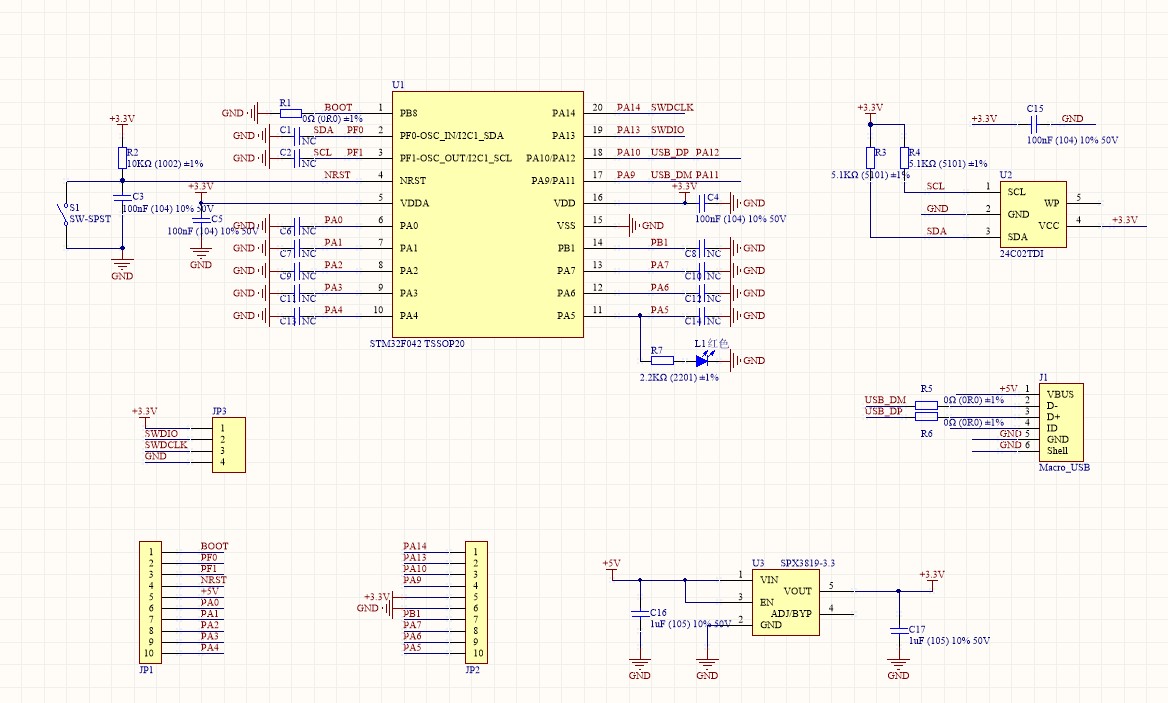 U1
STM32F042 TSSOP20
PB8
PF0-OSC_IN/I2C1_SDA
PF1-OSC_OUT/I2C1_SCL
NRST
VDDA
PA0
PA1
PA2
PA3
PA4
PA14
PA13
PA10/PA12
PA9/PA11
VDD
VSS
PB1
PA7
PA6
PA5
GND R1 0Ω (0R0) ±1% BOOT 1
GND C1 NC SDA PF0 2
GND C2 NC SCL PF1 3
NRST 4
+3.3V 5
GND C6 NC PA0 6
GND C7 NC PA1 7
GND C9 NC PA2 8
GND C11 NC PA3 9
GND C13 NC PA4 10
20 PA14 SWDCLK
19 PA13 SWDIO
18 PA10 USB_DP PA12
17 PA9 USB_DM PA11
16 +3.3V C4 GND
100nF (104) 10% 50V
15 GND
14 PB1 C8 NC GND
13 PA7 C10 NC GND
12 PA6 C12 NC GND
11 PA5 C14 NC GND
R7 L1 红色 GND
2.2KΩ (2201) ±1%
+3.3V
R2
10KΩ (1002) ±1%
S1
SW-SPST
C3
100nF (104) 10% 50V
C5
100nF (104) 10% 50V
GND
GND
+3.3V
R3
5.1KΩ (5101) ±1%
R4
5.1KΩ (5101) ±1%
+3.3V C15 GND
100nF (104) 10% 50V
U2
SCL 1 SCL WP 5
GND 2 GND VCC 4 +3.3V
SDA 3 SDA
24C02TDI
J1
+5V 1 VBUS
USB_DM R5 0Ω (0R0) ±1% 2 D-
USB_DP R6 0Ω (0R0) ±1% 3 D+
4 ID
GND 5 GND
GND 6 Shell
Macro_USB
+3.3V JP3
1
SWDIO 2
SWDCLK 3
GND 4
1 BOOT
2 PF0
3 PF1
4 NRST
5 +5V
6 PA0
7 PA1
8 PA2
9 PA3
10 PA4
JP1
PA14 1
PA13 2
PA10 3
PA9 4
+3.3V 5
GND 6
PB1 7
PA7 8
PA6 9
PA5 10
JP2
+5V
U3 SPX3819-3.3
1 VIN
3 EN
2 GND
VOUT 5
ADJ/BYP 4
+3.3V
C16
1uF (105) 10% 50V
C17
1uF (105) 10% 50V
GND
GND
GND